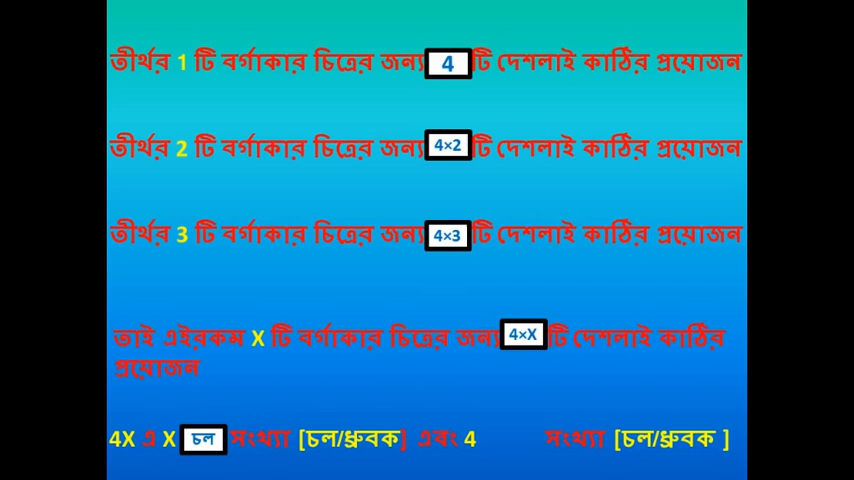 তীর্থর 1 টি বর্গাকার চিত্রের জন্য 4 টি দেশলাই কাঠির প্রয়োজন
তীর্থর 2 টি বর্গাকার চিত্রের জন্য 4×2 টি দেশলাই কাঠির প্রয়োজন
তীর্থর 3 টি বর্গাকার চিত্রের জন্য 4×3 টি দেশলাই কাঠির প্রয়োজন
তাই এইরকম X টি বর্গাকার চিত্রের জন্য 4×X টি দেশলাই কাঠির
প্রয়োজন
4X এ X চল সংখ্যা [চল/ধ্রুবক] এবং 4 সংখ্যা [চল/ধ্রুবক ]